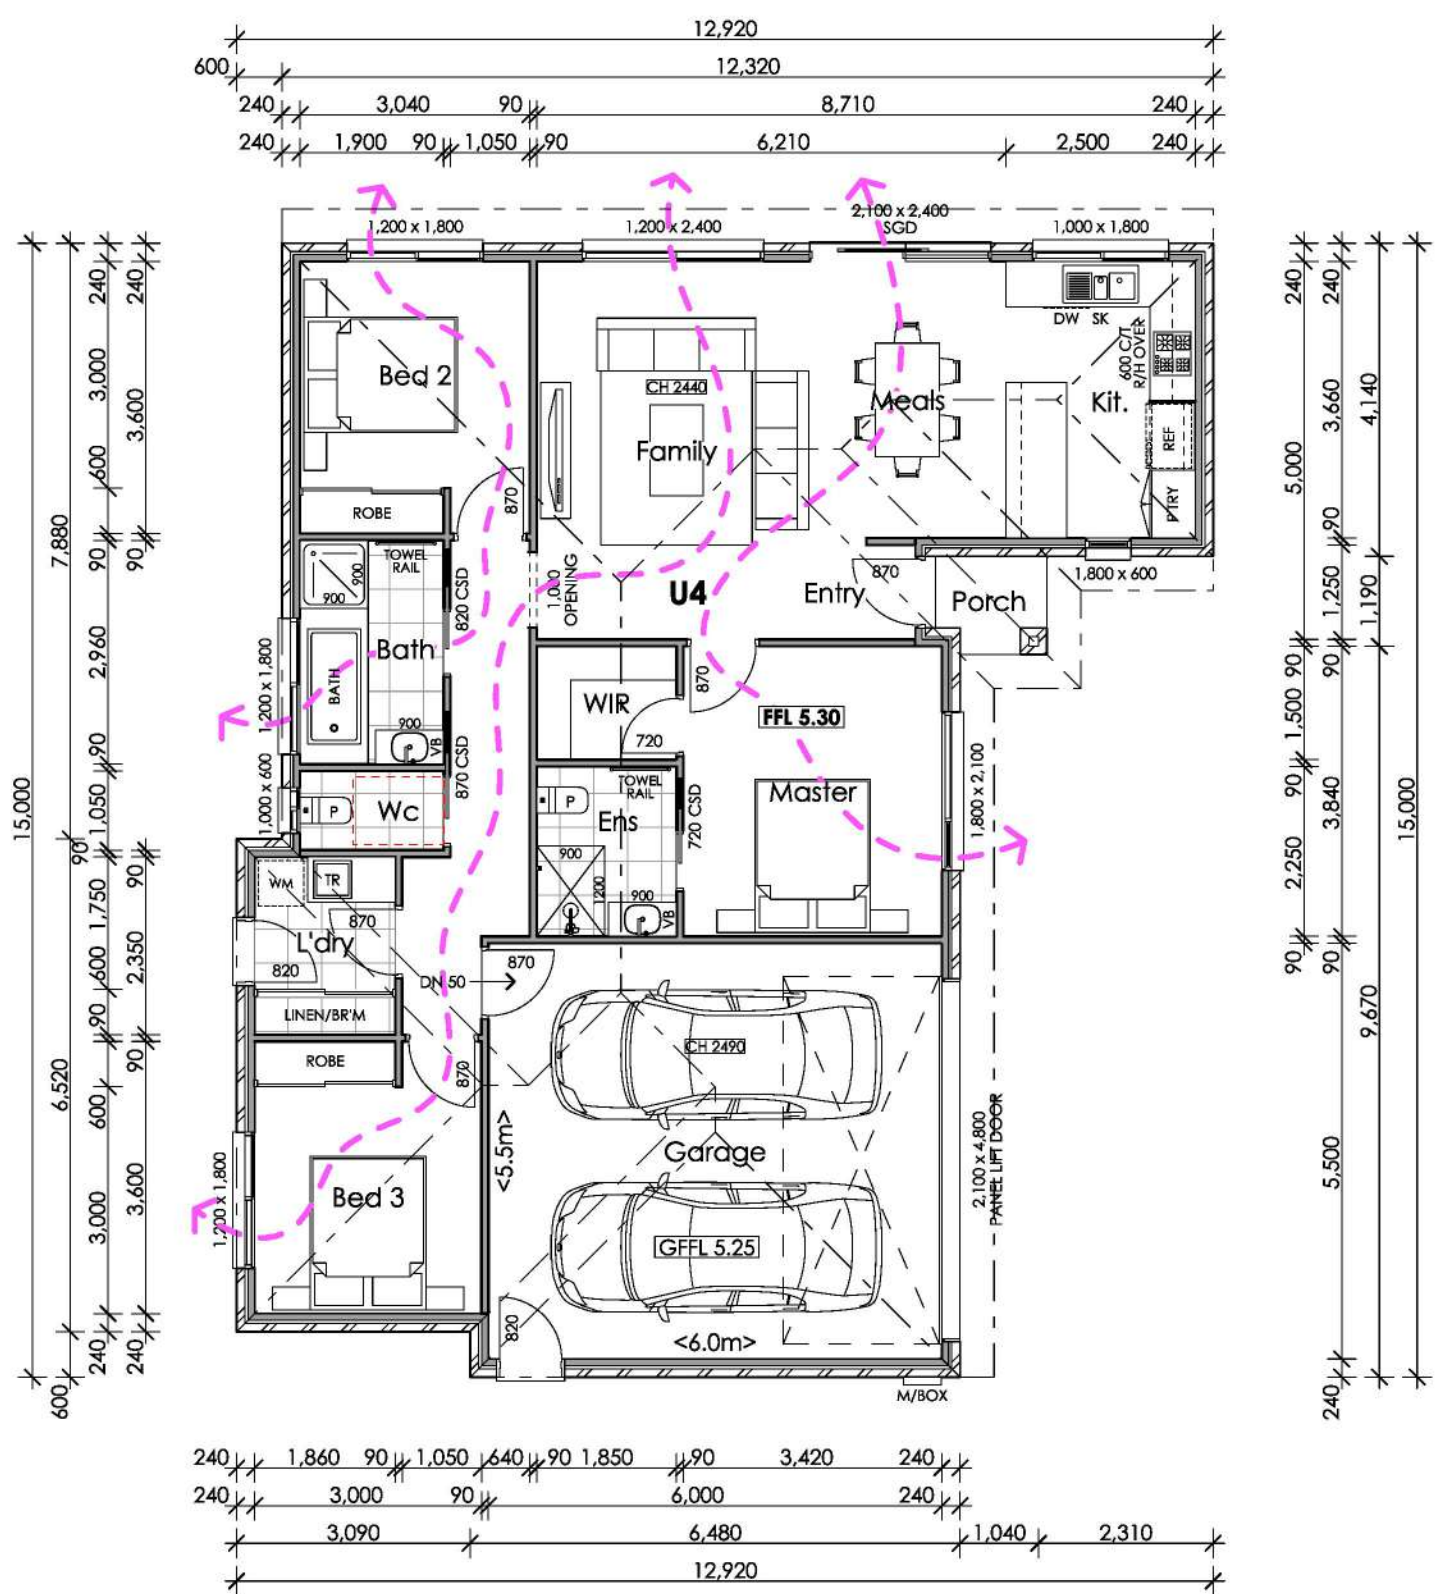 12,920
600 12,320
240 3,040 90 8,710 240
240 1,900 90 1,050 90 6,210 2,500 240
1,200 x 1,800
1,200 x 2,400
2,100 x 2,400
SGD
1,000 x 1,800
DW SK
600 C/T
R/H OVER
Bed 2
CH 2440
Family
Meals
Kit.
REF
P'TRY
ROBE
870
TOWEL
RAIL
900
900
820 CSD
1,000
OPENING
U4
Entry
870
Porch
1,800 x 600
Bath
BATH
1,200 x 1,800
900
VB
870 CSD
WIR
720
870
FFL 5.30
1,000 x 600
P
Wc
TOWEL
RAIL
P
Ens
720 CSD
Master
1,800 x 2,100
900
1200
900
VB
WM
TR
870
L'dry
820
DN 50
870
LINEN/BR'M
ROBE
870
CH 2490
Garage
<5.5m>
2,100 x 4,800
PANEL LIFT DOOR
1,200 x 1,800
Bed 3
GFFL 5.25
820
<6.0m>
M/BOX
15,000
7,880
6,520
600
240
3,000
600
90
2,960
90
1,050
90
1,750
600
90
600
3,000
240
240
3,600
90
90
2,350
90
3,600
240
240
5,000
90
1,500
90
2,250
90
240
3,660
90
1,250
90
3,840
90
5,500
240
4,140
1,190
9,670
15,000
240 1,860 90 1,050 640 90 1,850 90 3,420 240
240 3,000 90 6,000 240
3,090 6,480 1,040 2,310
12,920